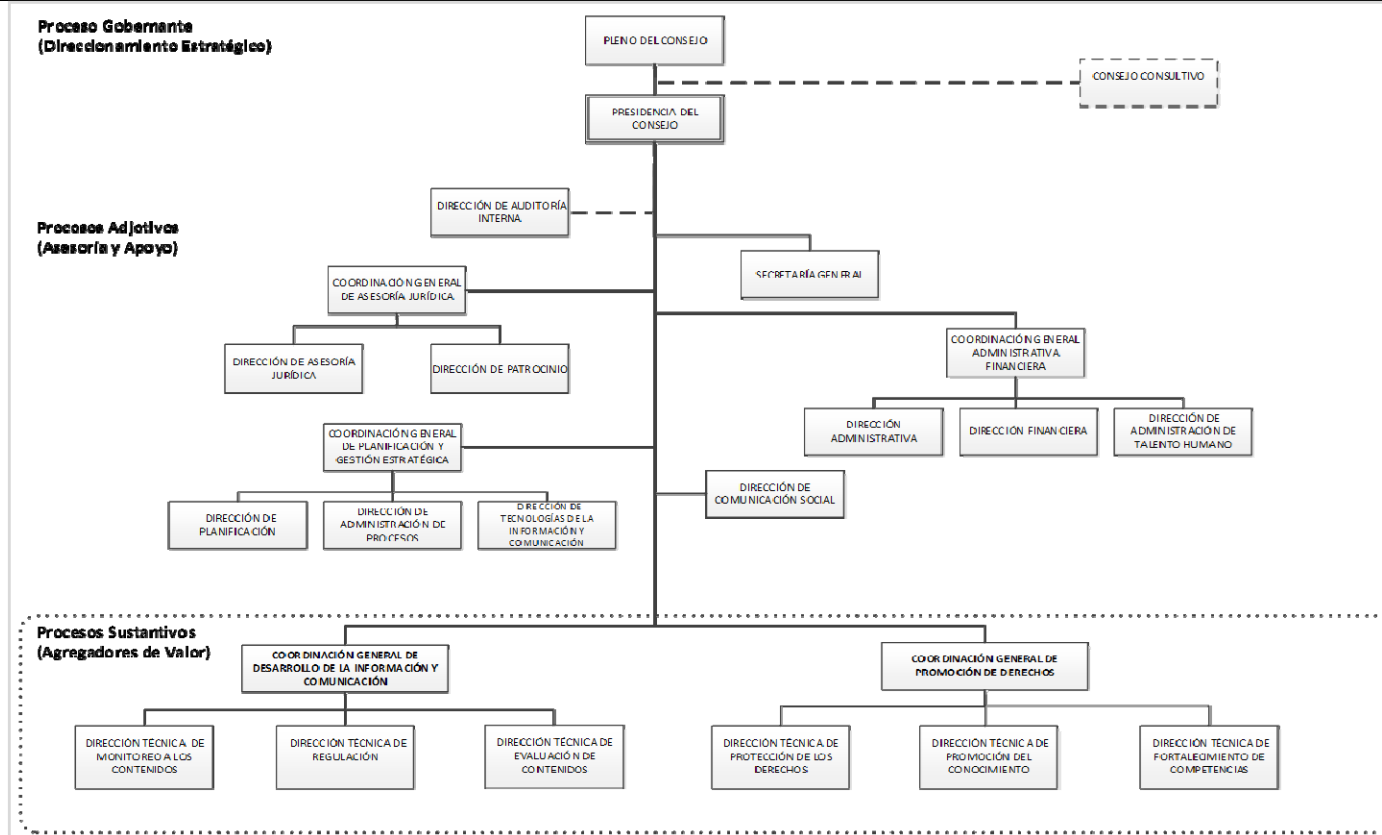 Proceso Gobernante
(Direccionamiento Estratégico)
PLENO DEL CONSEJO
CONSEJO CONSULTIVO
PRESIDENCIA DEL
CONSEJO
DIRECCIÓN DE AUDITORÍA
INTERNA
Procesos Adjetivos
(Asesoría y Apoyo)
SECRETARÍA GENERAL
COORDINACIÓN GENERAL
DE ASESORÍA JURÍDICA
COORDINACIÓN GENERAL
ADMINISTRATIVA
FINANCIERA
DIRECCIÓN DE ASESORÍA
JURÍDICA
DIRECCIÓN DE PATROCINIO
DIRECCIÓN
ADMINISTRATIVA
DIRECCIÓN FINANCIERA
DIRECCIÓN DE
ADMINISTRACIÓN DE
TALENTO HUMANO
COORDINACIÓN GENERAL
DE PLANIFICACIÓN Y
GESTIÓN ESTRATÉGICA
DIRECCIÓN DE
COMUNICACIÓN SOCIAL
DIRECCIÓN DE
PLANIFICACIÓN
DIRECCIÓN DE
ADMINISTRACIÓN DE
PROCESOS
DIRECCIÓN DE
TECNOLOGÍAS DE LA
INFORMACIÓN Y
COMUNICACIÓN
Procesos Sustantivos
(Agregadores de Valor)
COORDINACIÓN GENERAL DE
DESARROLLO DE LA INFORMACIÓN Y
COMUNICACIÓN
COORDINACIÓN GENERAL DE
PROMOCIÓN DE DERECHOS
DIRECCIÓN TÉCNICA DE
MONITOREO A LOS
CONTENIDOS
DIRECCIÓN TÉCNICA DE
REGULACIÓN
DIRECCIÓN TÉCNICA DE
EVALUACIÓN DE
CONTENIDOS
DIRECCIÓN TÉCNICA DE
PROTECCIÓN DE LOS
DERECHOS
DIRECCIÓN TÉCNICA DE
PROMOCIÓN DEL
CONOCIMIENTO
DIRECCIÓN TÉCNICA DE
FORTALECIMIENTO DE
COMPETENCIAS